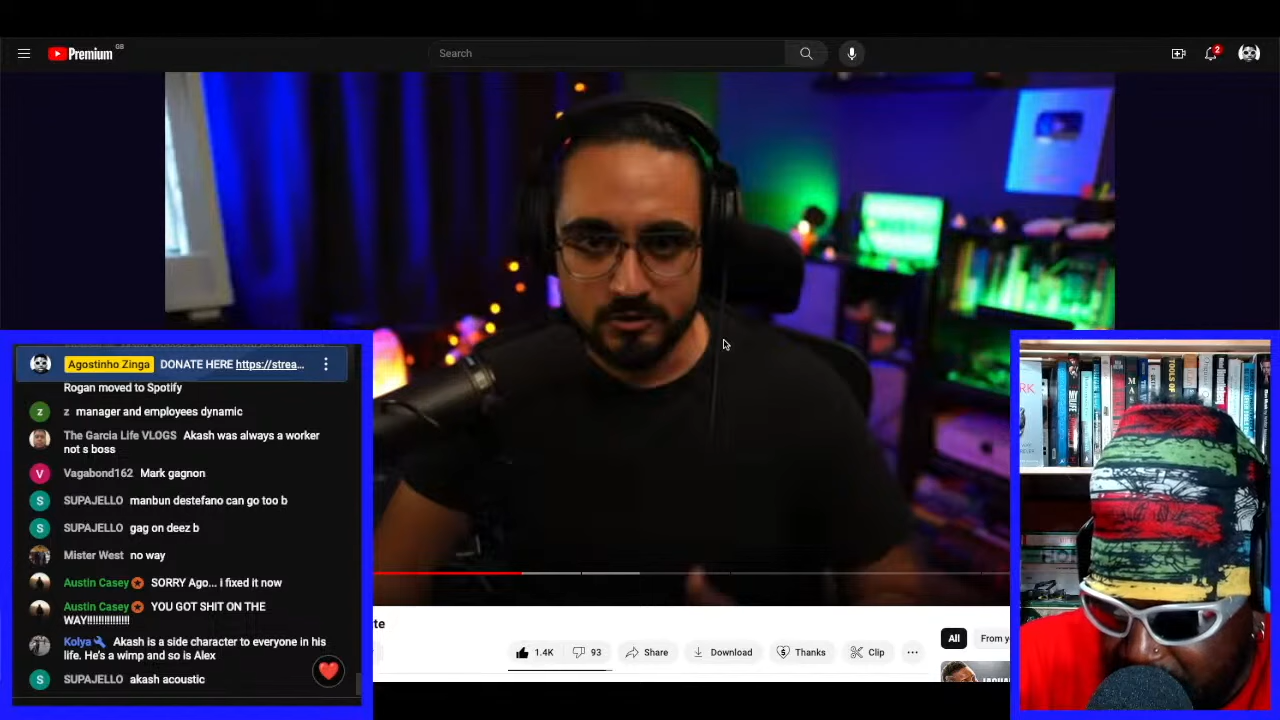 Premium GB
Search
2
Agostinho Zinga DONATE HERE https://strea...
Rogan moved to Spotify
z z manager and employees dynamic
The Garcia Life VLOGS Akash was always a worker
not s boss
V Vagabond162 Mark gagnon
S SUPAJELLO manbun destefano can go too b
S SUPAJELLO gag on deez b
Mister West no way
Austin Casey SORRY Ago... i fixed it now
Austin Casey YOU GOT SHIT ON THE
WAY!!!!!!!!!!!!!!!
Kolya Akash is a side character to everyone in his
life. He's a wimp and so is Alex
S SUPAJELLO akash acoustic
te
1.4K 93 Share Download Thanks Clip ...
All From y